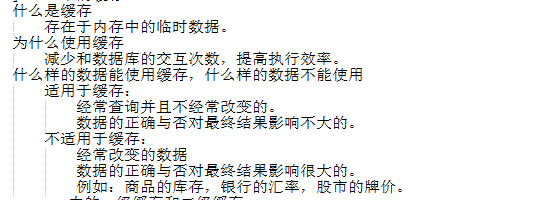 什么是缓存
存在于内存中的临时数据。
为什么使用缓存
减少和数据库的交互次数，提高执行效率。
什么样的数据能使用缓存，什么样的数据不能使用
适用于缓存：
经常查询并且不经常改变的。
数据的正确与否对最终结果影响不大的。
不适用于缓存：
经常改变的数据
数据的正确与否对最终结果影响很大的。
例如：商品的库存，银行的汇率，股市的牌价。